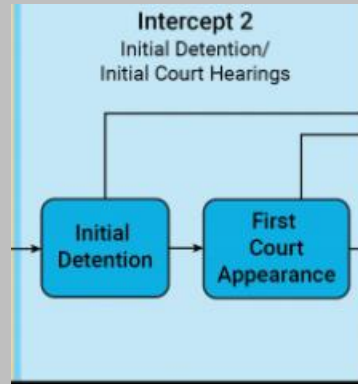 Intercept 2
Initial Detention/
Initial Court Hearings
Initial
Detention
First
Court
Appearance